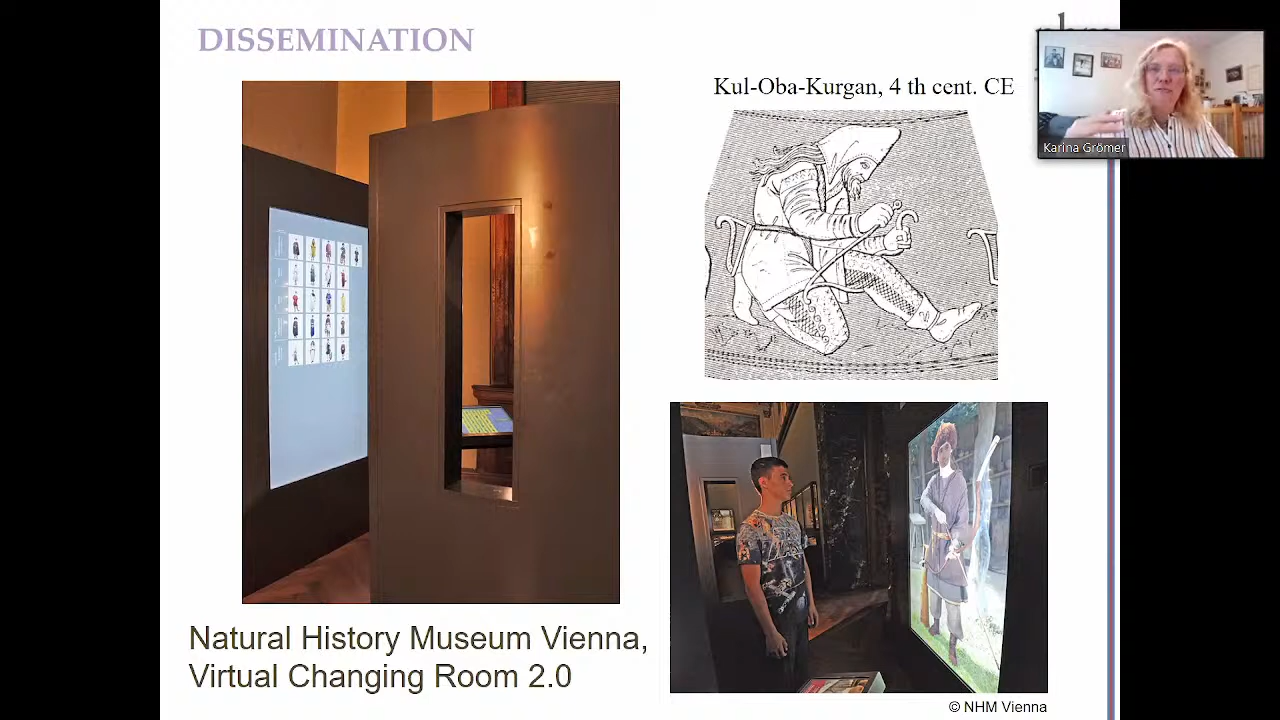 DISSEMINATION
Kul-Oba-Kurgan, 4 th cent. CE
Karina Grömer
Natural History Museum Vienna,
Virtual Changing Room 2.0
© NHM Vienna